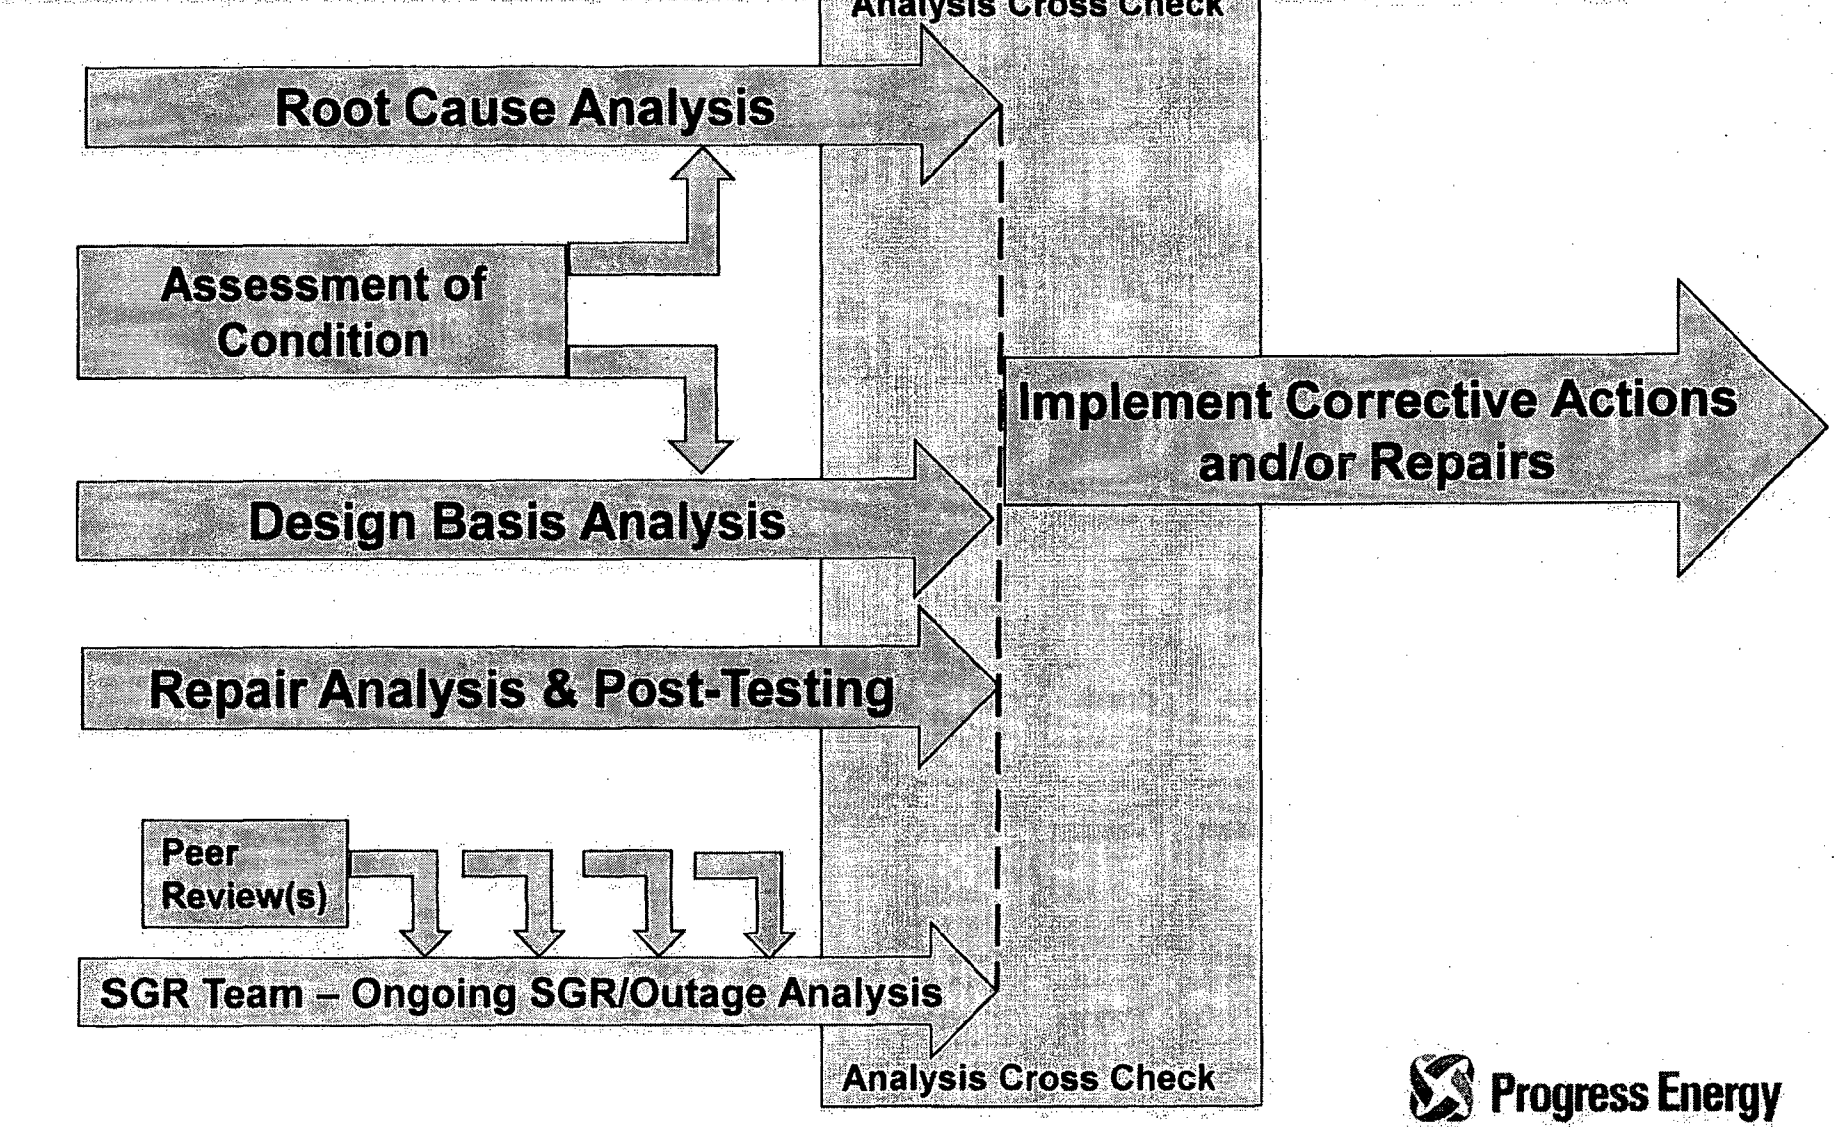 Analysis Cross Check
Root Cause Analysis
Assessment of
Condition
Implement Corrective Actions
and/or Repairs
Design Basis Analysis
Repair Analysis & Post-Testing
Peer
Review(s)
SGR Team – Ongoing SGR/Outage Analysis
Analysis Cross Check
Progress Energy